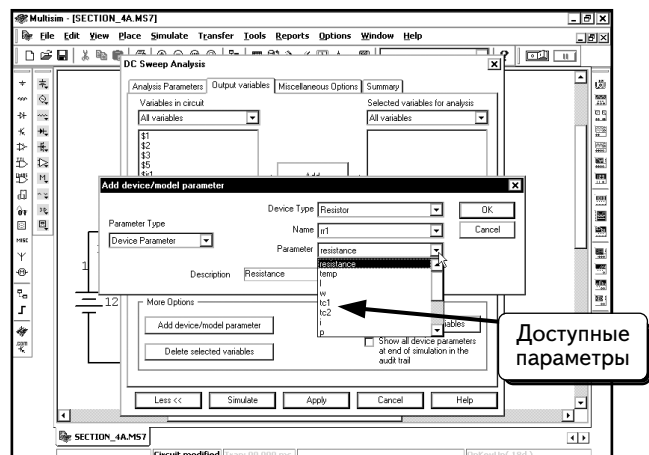 Multisim - [SECTION_4A.MS7]
File Edit View Place Simulate Transfer Tools Reports Options Window Help
DC Sweep Analysis
Analysis Parameters Output variables Miscellaneous Options Summary
Variables in circuit
Selected variables for analysis
All variables
All variables
$1
$2
$3
$5
Add device/model parameter
Device Type Resistor
OK
Parameter Type
Name rr1
Cancel
Device Parameter
Parameter resistance
Description Resistance
resistance
temp
l
w
tc1
tc2
i
p
1
12
More Options
Add device/model parameter
Delete selected variables
Show all device parameters
at end of simulation in the
audit trail
Less << Simulate Apply Cancel Help
Доступные
параметры
MISC
SECTION_4A.MS7
Circuit modified